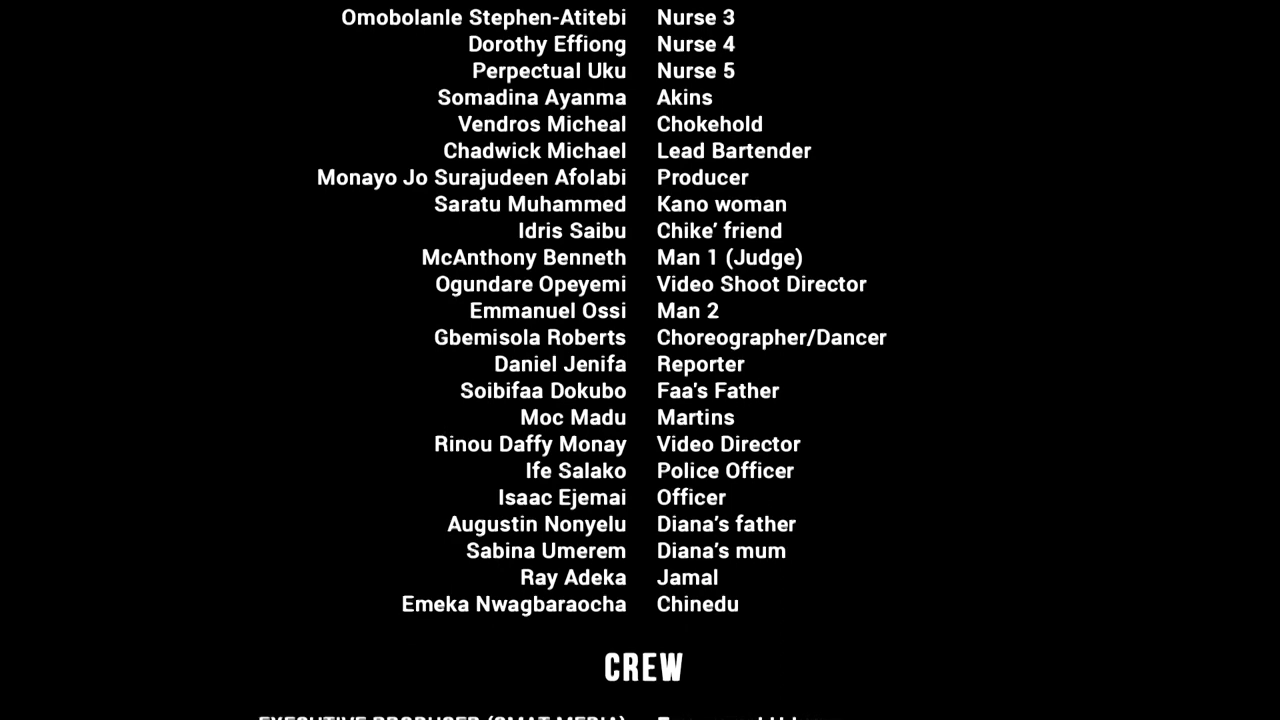 Omobolanle Stephen-Atitebi Nurse 3
Dorothy Effiong Nurse 4
Perpectual Uku Nurse 5
Somadina Ayanma Akins
Vendros Micheal Chokehold
Chadwick Michael Lead Bartender
Monayo Jo Surajudeen Afolabi Producer
Saratu Muhammed Kano woman
Idris Saibu Chike’ friend
McAnthony Benneth Man 1 (Judge)
Ogundare Opeyemi Video Shoot Director
Emmanuel Ossi Man 2
Gbemisola Roberts Choreographer/Dancer
Daniel Jenifa Reporter
Soibifaa Dokubo Faa's Father
Moc Madu Martins
Rinou Daffy Monay Video Director
Ife Salako Police Officer
Isaac Ejemai Officer
Augustin Nonyelu Diana’s father
Sabina Umerem Diana’s mum
Ray Adeka Jamal
Emeka Nwagbaraocha Chinedu
CREW
EXECUTIVE PRODUCER